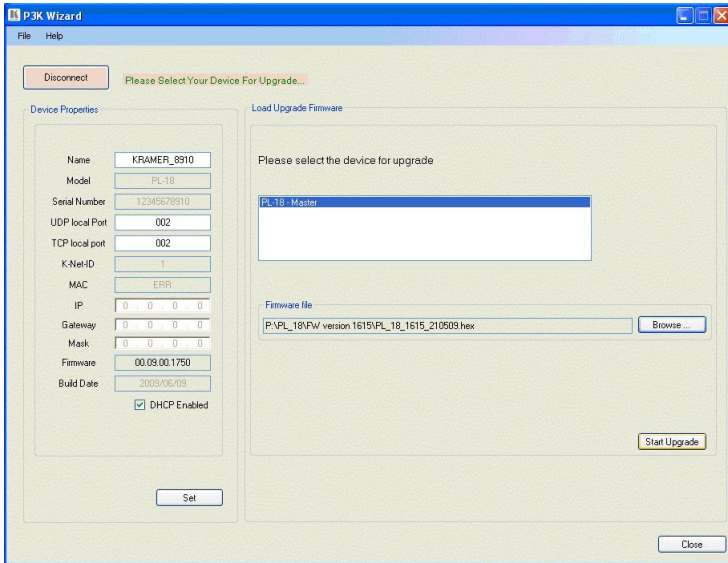 P3K Wizard
File Help
Disconnect
Please Select Your Device For Upgrade...
Device Properties
Name KRAMER_8910
Model PL-18
Serial Number 12345678910
UDP local Port 002
TCP local port 002
K-Net-ID 1
MAC ERR
IP 0 . 0 . 0 . 0
Gateway 0 . 0 . 0 . 0
Mask 0 . 0 . 0 . 0
Firmware 00.09.00.1750
Build Date 2009/06/09
DHCP Enabled
Set
Load Upgrade Firmware
Please select the device for upgrade
PL-18 - Master
Firmware file
P:\PL_18\FW version 1615\PL_18_1615_210509.hex
Browse ...
Start Upgrade
Close